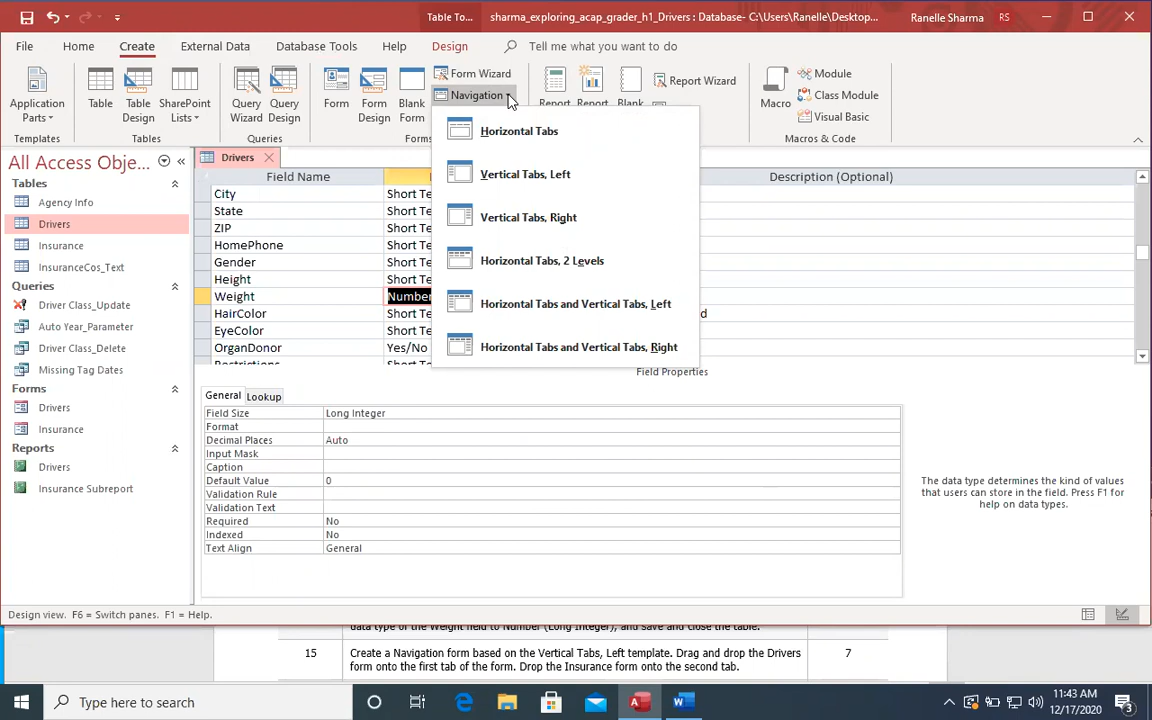 Table To... sharma_exploring_acap_grader_h1_Drivers : Database- C:\Users\Ranelle\Desktop... Ranelle Sharma RS
File Home Create External Data Database Tools Help Design Tell me what you want to do
Application Parts Table Table Design SharePoint Lists Query Wizard Query Design Form Form Design Blank Form Form Wizard Navigation Report Report Blank Report Wizard Macro Module Class Module Visual Basic
Templates Tables Queries Forms Macros & Code
All Access Obje...
Tables
Agency Info
Drivers
Insurance
InsuranceCos_Text
Queries
Driver Class_Update
Auto Year_Parameter
Driver Class_Delete
Missing Tag Dates
Forms
Drivers
Insurance
Reports
Drivers
Insurance Subreport
Drivers
Field Name Description (Optional)
City Short Te
State Short Te
ZIP Short Te
HomePhone Short Te
Gender Short Te
Height Short Te
Weight Number
HairColor Short Te d
EyeColor Short Te
OrganDonor Yes/No
Restrictions Short Te
Horizontal Tabs
Vertical Tabs, Left
Vertical Tabs, Right
Horizontal Tabs, 2 Levels
Horizontal Tabs and Vertical Tabs, Left
Horizontal Tabs and Vertical Tabs, Right
Field Properties
General Lookup
Field Size Long Integer
Format
Decimal Places Auto
Input Mask
Caption
Default Value 0
Validation Rule
Validation Text
Required No
Indexed No
Text Align General
The data type determines the kind of values
that users can store in the field. Press F1 for
help on data types.
Design view. F6 = Switch panes. F1 = Help.
data type of the Weight field to Number (Long Integer), and save and close the table.
15 Create a Navigation form based on the Vertical Tabs, Left template. Drag and drop the Drivers 7
form onto the first tab of the form. Drop the Insurance form onto the second tab.
Type here to search
11:43 AM
12/17/2020
3